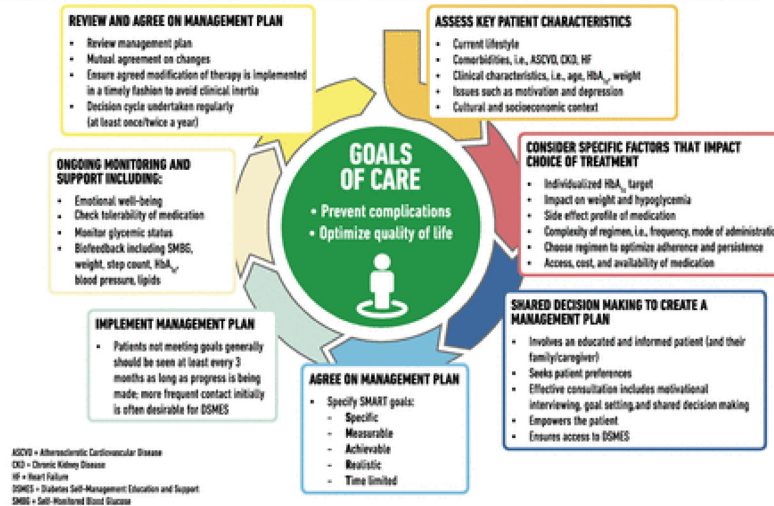 REVIEW AND AGREE ON MANAGEMENT PLAN
• Review management plan
• Mutual agreement on changes
• Ensure agreed modification of therapy is implemented
in a timely fashion to avoid clinical inertia
• Decision cycle undertaken regularly
(at least once/twice a year)
ASSESS KEY PATIENT CHARACTERISTICS
• Current lifestyle
• Comorbidities, i.e., ASCVD, CKD, HF
• Clinical characteristics, i.e., age, HbA1c, weight
• Issues such as motivation and depression
• Cultural and socioeconomic context
GOALS
OF CARE
• Prevent complications
• Optimize quality of life
CONSIDER SPECIFIC FACTORS THAT IMPACT
CHOICE OF TREATMENT
• Individualized HbA1c target
• Impact on weight and hypoglycemia
• Side effect profile of medication
• Complexity of regimen, i.e., frequency, mode of administratio
• Choose regimen to optimize adherence and persistence
• Access, cost, and availability of medication
SHARED DECISION MAKING TO CREATE A
MANAGEMENT PLAN
• Involves an educated and informed patient (and their
family/caregiver)
• Seeks patient preferences
• Effective consultation includes motivational
interviewing, goal setting,and shared decision making
• Empowers the patient
• Ensures access to DSMES
AGREE ON MANAGEMENT PLAN
• Specify SMART goals:
- Specific
- Measurable
- Achievable
- Realistic
- Time limited
IMPLEMENT MANAGEMENT PLAN
• Patients not meeting goals generally
should be seen at least every 3
months as long as progress is being
made; more frequent contact initially
is often desirable for DSMES
ONGOING MONITORING AND
SUPPORT INCLUDING:
• Emotional well-being
• Check tolerability of medication
• Monitor glycemic status
• Biofeedback including SMBG,
weight, step count, HbA1c,
blood pressure, lipids
ASCVD = Atherosclerotic Cardiovascular Disease
CKD = Chronic Kidney Disease
HF = Heart Failure
DSMES = Diabetes Self-Management Education and Support
SMBG = Self-Monitored Blood Glucose